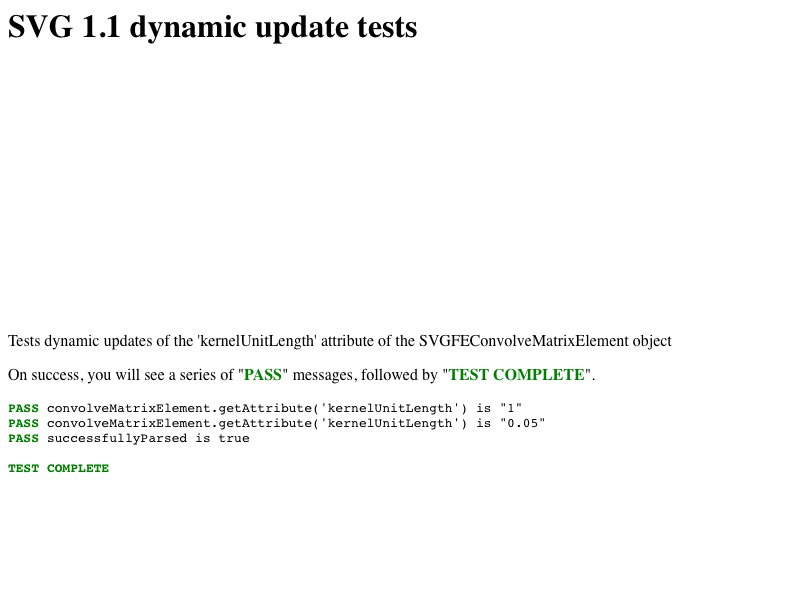 SVG 1.1 dynamic update tests
Tests dynamic updates of the 'kernelUnitLength' attribute of the SVGFEConvolveMatrixElement object
On success, you will see a series of "PASS" messages, followed by "TEST COMPLETE".
PASS convolveMatrixElement.getAttribute('kernelUnitLength') is "1"
PASS convolveMatrixElement.getAttribute('kernelUnitLength') is "0.05"
PASS successfullyParsed is true
TEST COMPLETE